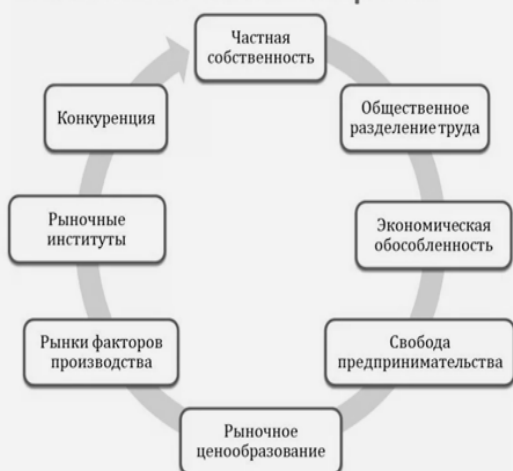 Частная
собственность
Общественное
разделение труда
Экономическая
обособленность
Свобода
предпринимательства
Рыночное
ценообразование
Рынки факторов
производства
Рыночные
институты
Конкуренция